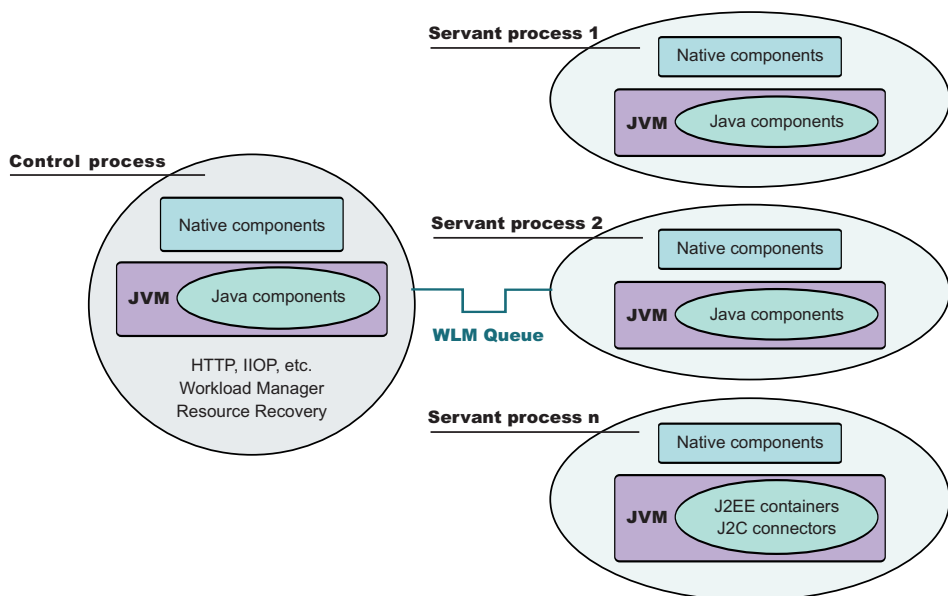 Control process
Native components
JVM
Java components
HTTP, IIOP, etc.
Workload Manager
Resource Recovery
WLM Queue
Servant process 1
Native components
JVM
Java components
Servant process 2
Native components
JVM
Java components
Servant process n
Native components
JVM
J2EE containers
J2C connectors